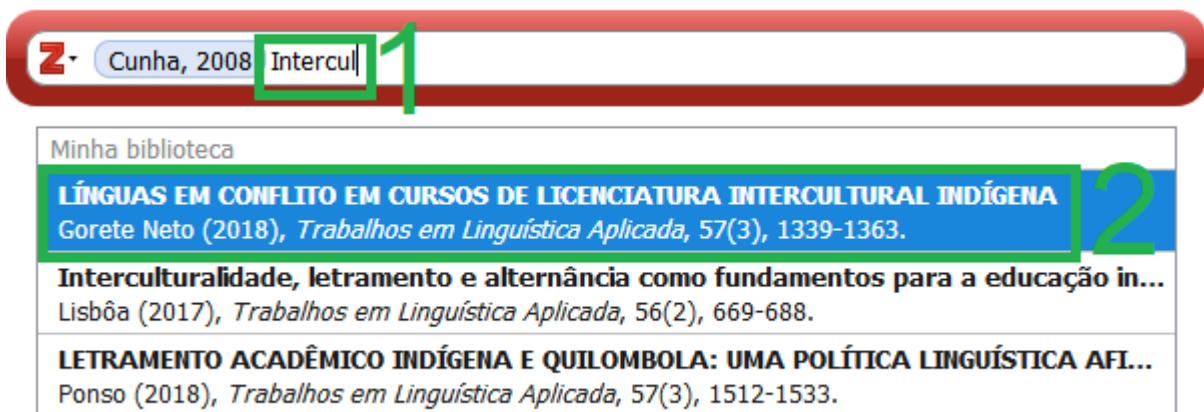 Z Cunha, 2008 Intercul 1
Minha biblioteca
LÍNGUAS EM CONFLITO EM CURSOS DE LICENCIATURA INTERCULTURAL INDÍGENA 2
Gorete Neto (2018), Trabalhos em Linguística Aplicada, 57(3), 1339-1363.
Interculturalidade, letramento e alternância como fundamentos para a educação in...
Lisbôa (2017), Trabalhos em Linguística Aplicada, 56(2), 669-688.
LETRAMENTO ACADÊMICO INDÍGENA E QUILOMBOLA: UMA POLÍTICA LINGUÍSTICA AFI...
Ponso (2018), Trabalhos em Linguística Aplicada, 57(3), 1512-1533.